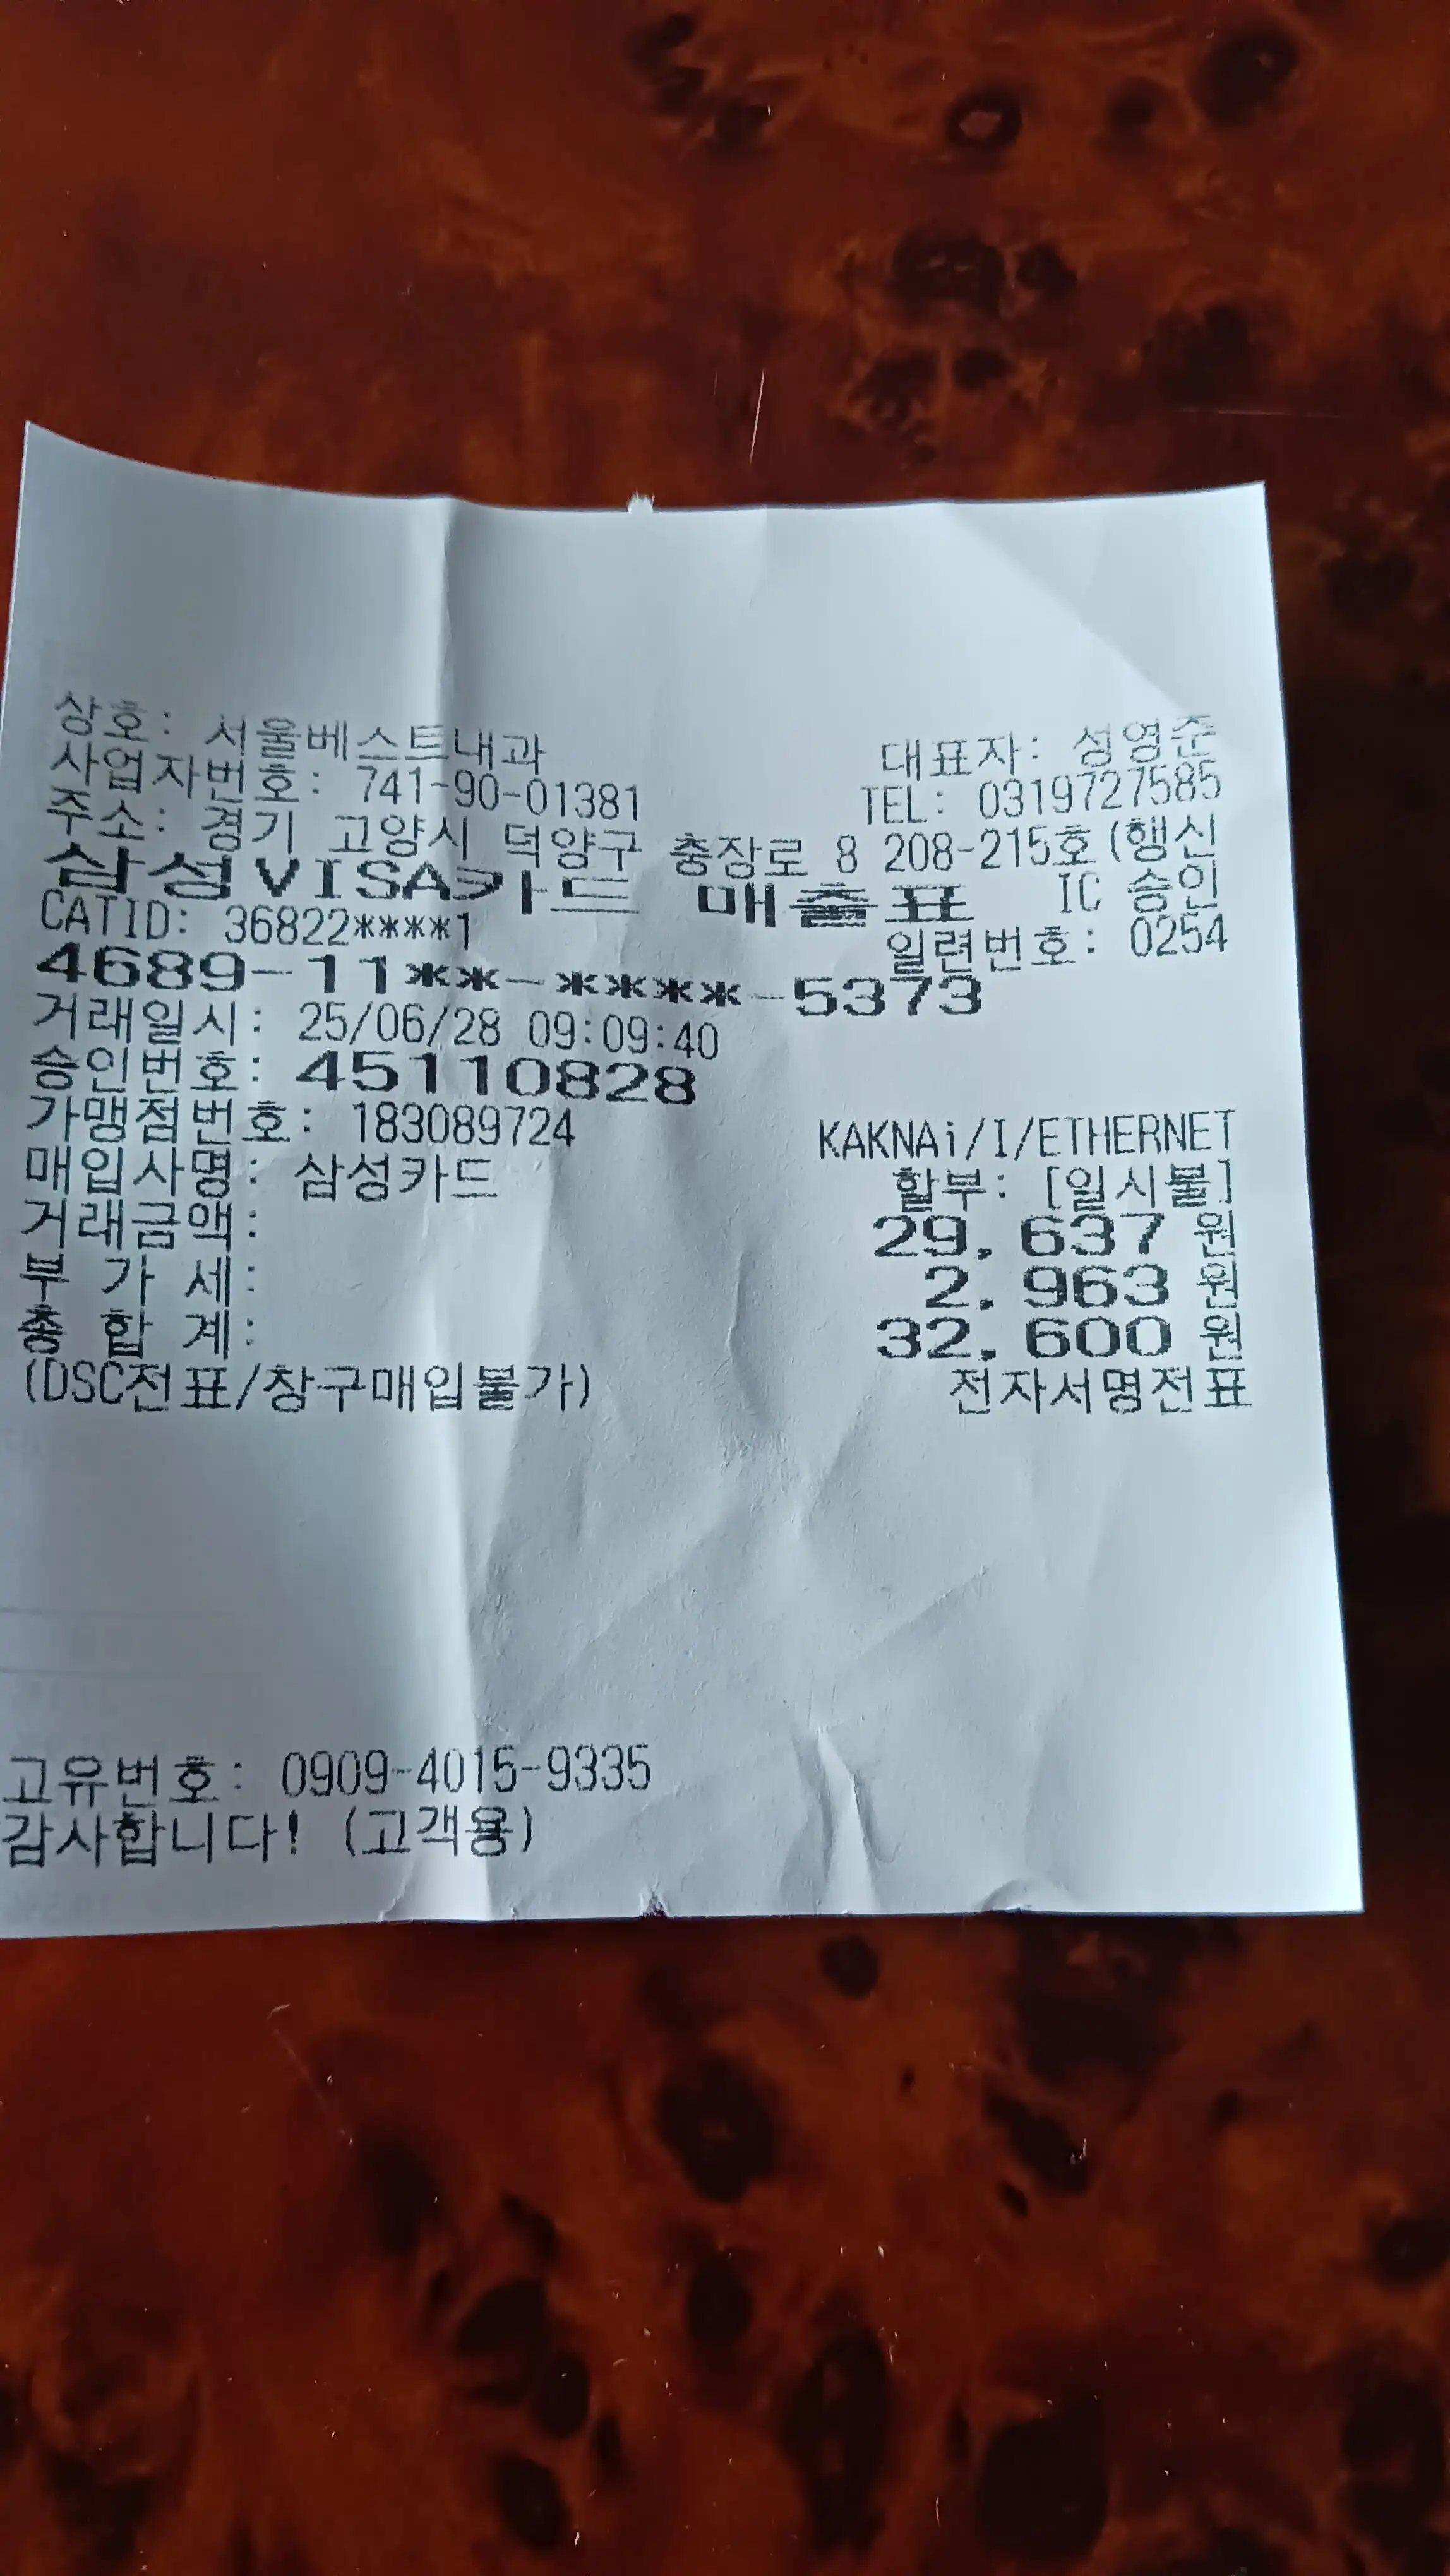 상호: 서울베스트내과 대표자: 성영준
사업자번호: 741-90-01381 TEL: 0319727585
주소: 경기 고양시 덕양구 충장로 8 208-215호(행신
삼성VISA카드 매출표 IC 승인
CATID: 36822****1 일련번호: 0254
4689-11**-****-5373
거래일시: 25/06/28 09:09:40
승인번호: 45110828
가맹점번호: 183089724 KAKNAi/I/ETHERNET
매입사명: 삼성카드 할부: [일시불]
거래금액: 29,637 원
부 가 세: 2,963 원
총 합 계: 32,600 원
(DSC전표/창구매입불가) 전자서명전표
고유번호: 0909-4015-9335
감사합니다! (고객용)